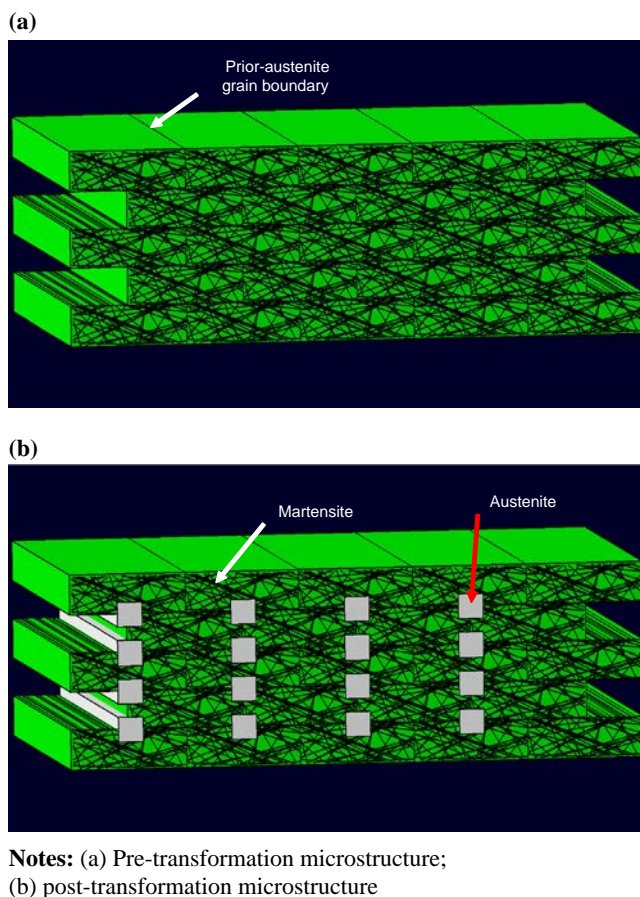 (a)
Prior-austenite
grain boundary
(b)
Martensite
Austenite
Notes: (a) Pre-transformation microstructure;
(b) post-transformation microstructure